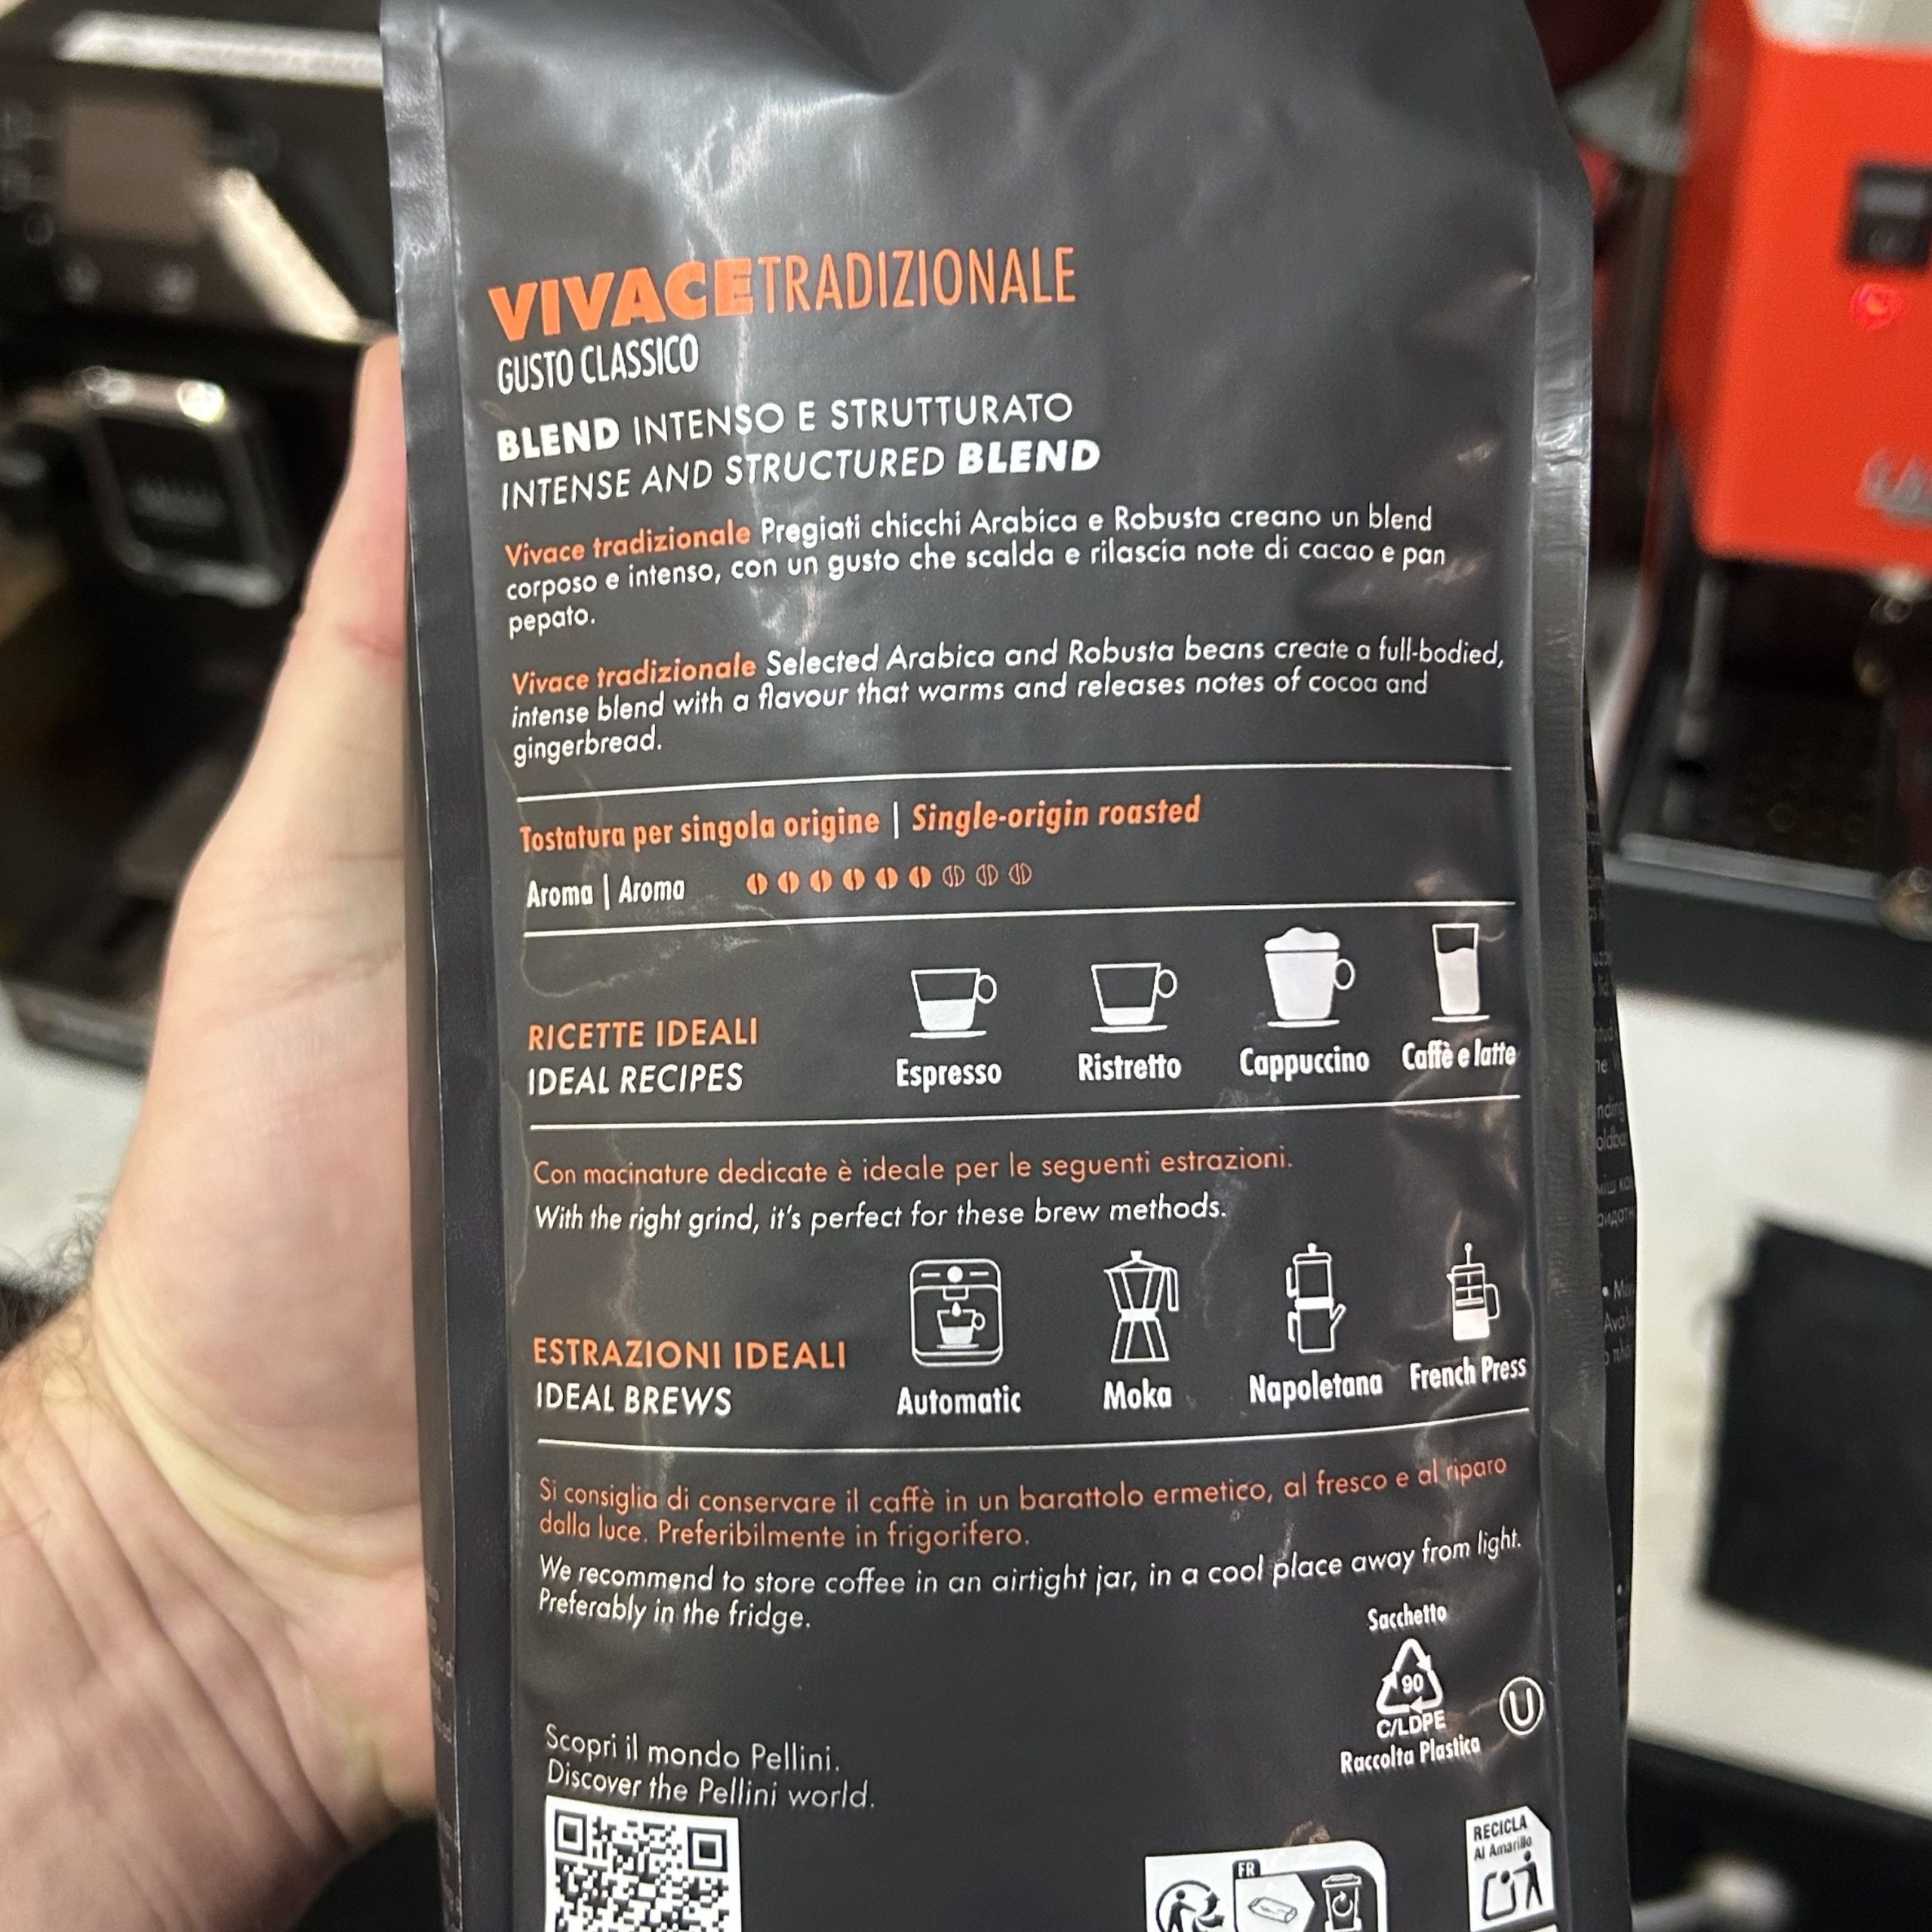 VIVACETRADIZIONALE
GUSTO CLASSICO
BLEND INTENSO E STRUTTURATO
INTENSE AND STRUCTURED BLEND
Vivace tradizionale Pregiati chicchi Arabica e Robusta creano un blend
corposo e intenso, con un gusto che scalda e rilascia note di cacao e pan
pepato.
Vivace tradizionale Selected Arabica and Robusta beans create a full-bodied,
intense blend with a flavour that warms and releases notes of cocoa and
gingerbread.
Tostatura per singola origine | Single-origin roasted
Aroma | Aroma
RICETTE IDEALI
IDEAL RECIPES
Espresso
Ristretto
Cappuccino
Caffè e latte
Con macinature dedicate è ideale per le seguenti estrazioni.
With the right grind, it's perfect for these brew methods.
ESTRAZIONI IDEALI
IDEAL BREWS
Automatic
Moka
Napoletana
French Press
Si consiglia di conservare il caffè in un barattolo ermetico, al fresco e al riparo
dalla luce. Preferibilmente in frigorifero.
We recommend to store coffee in an airtight jar, in a cool place away from light.
Preferably in the fridge.
Sacchetto
90
C/LDPE
Raccolta Plastica
U
Scopri il mondo Pellini.
Discover the Pellini world.
FR
RECICLA
Al Amarillo